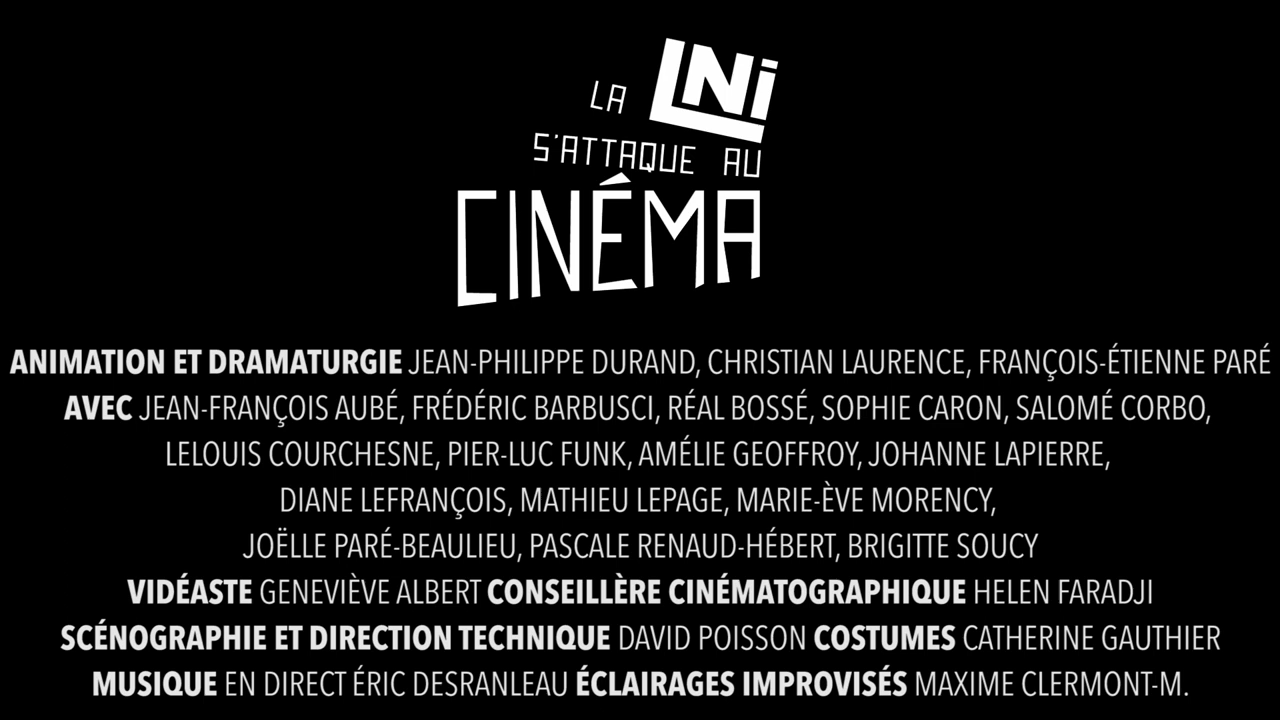 LA LNi
S'ATTAQUE AU
CINÉMA
ANIMATION ET DRAMATURGIE JEAN-PHILIPPE DURAND, CHRISTIAN LAURENCE, FRANÇOIS-ÉTIENNE PARÉ
AVEC JEAN-FRANÇOIS AUBÉ, FRÉDÉRIC BARBUSCI, RÉAL BOSSÉ, SOPHIE CARON, SALOMÉ CORBO,
LELOUIS COURCHESNE, PIER-LUC FUNK, AMÉLIE GEOFFROY, JOHANNE LAPIERRE,
DIANE LEFRANÇOIS, MATHIEU LEPAGE, MARIE-ÈVE MORENCY,
JOËLLE PARÉ-BEAULIEU, PASCALE RENAUD-HÉBERT, BRIGITTE SOUCY
VIDÉASTE GENEVIÈVE ALBERT CONSEILLÈRE CINÉMATOGRAPHIQUE HELEN FARADJI
SCÉNOGRAPHIE ET DIRECTION TECHNIQUE DAVID POISSON COSTUMES CATHERINE GAUTHIER
MUSIQUE EN DIRECT ÉRIC DESRANLEAU ÉCLAIRAGES IMPROVISÉS MAXIME CLERMONT-M.